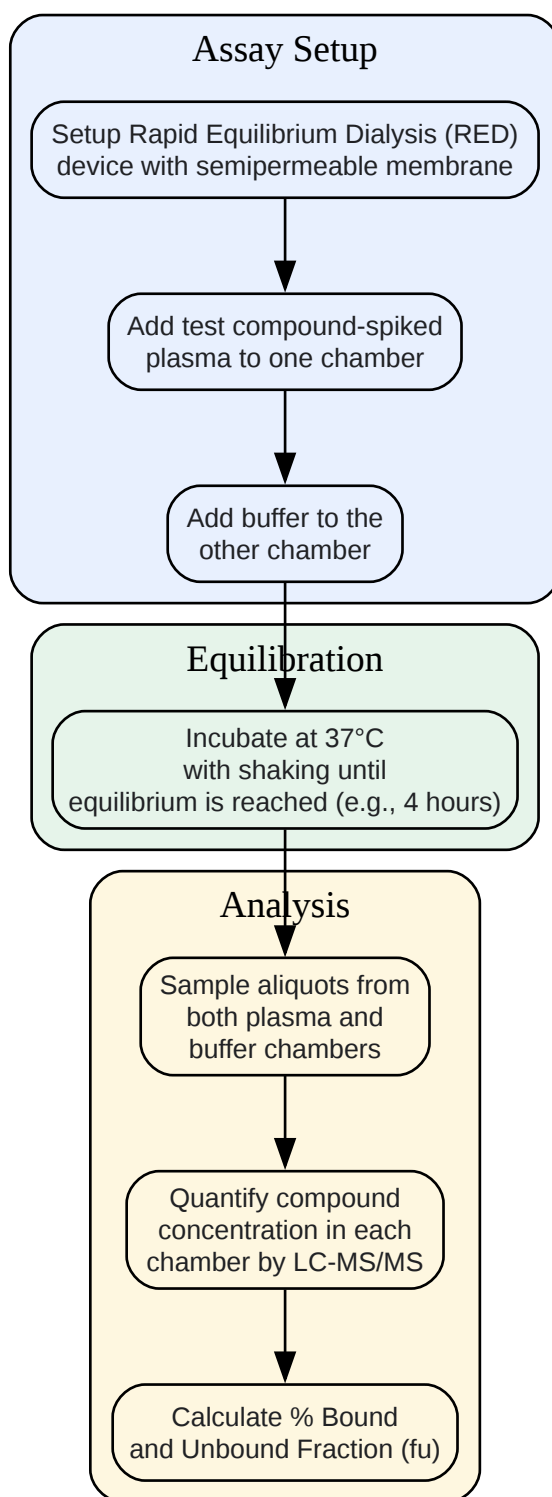 Assay Setup
Setup Rapid Equilibrium Dialysis (RED)
device with semipermeable membrane
Add test compound-spiked
plasma to one chamber
Add buffer to the
other chamber
Equilibration
Incubate at 37°C
with shaking until
equilibrium is reached (e.g., 4 hours)
Analysis
Sample aliquots from
both plasma and
buffer chambers
Quantify compound
concentration in each
chamber by LC-MS/MS
Calculate % Bound
and Unbound Fraction (fu)